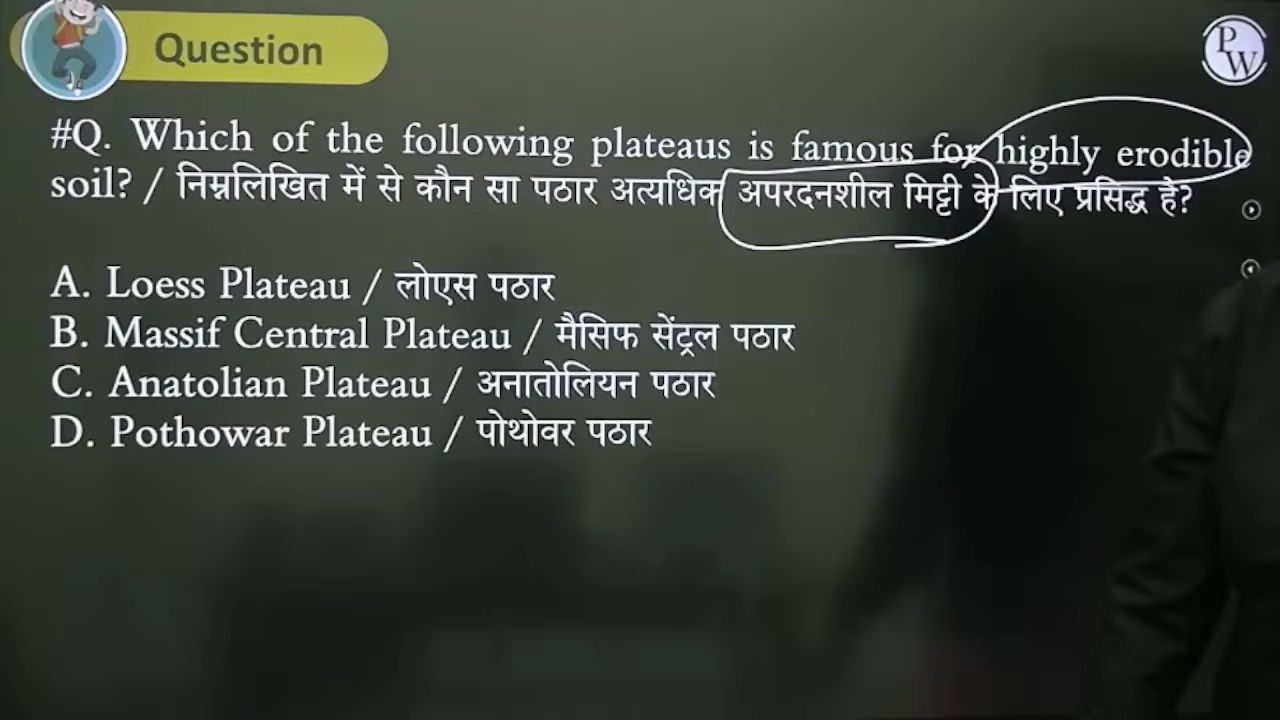 Question
PW
#Q. Which of the following plateaus is famous for highly erodible
soil? / निम्नलिखित में से कौन सा पठार अत्यधिक अपरदनशील मिट्टी के लिए प्रसिद्ध है?
A. Loess Plateau / लोएस पठार
B. Massif Central Plateau / मैसिफ सेंट्रल पठार
C. Anatolian Plateau / अनातोलियन पठार
D. Pothowar Plateau / पोथोवर पठार